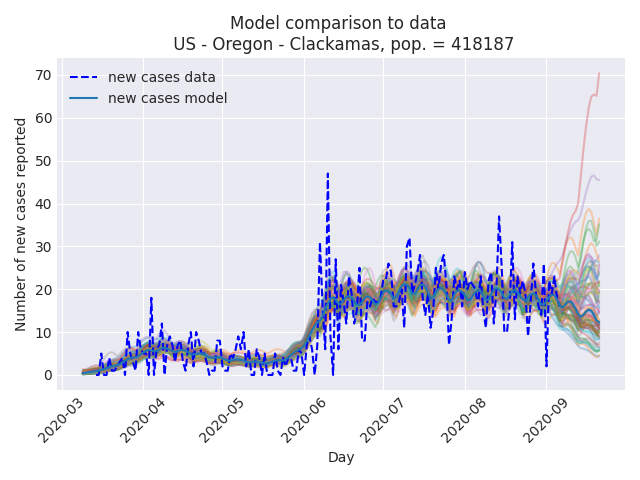 Model comparison to data
US - Oregon - Clackamas, pop. = 418187
new cases data
new cases model
Number of new cases reported
70
60
50
40
30
20
10
0
2020-03
2020-04
2020-05
2020-06
2020-07
2020-08
2020-09
Day